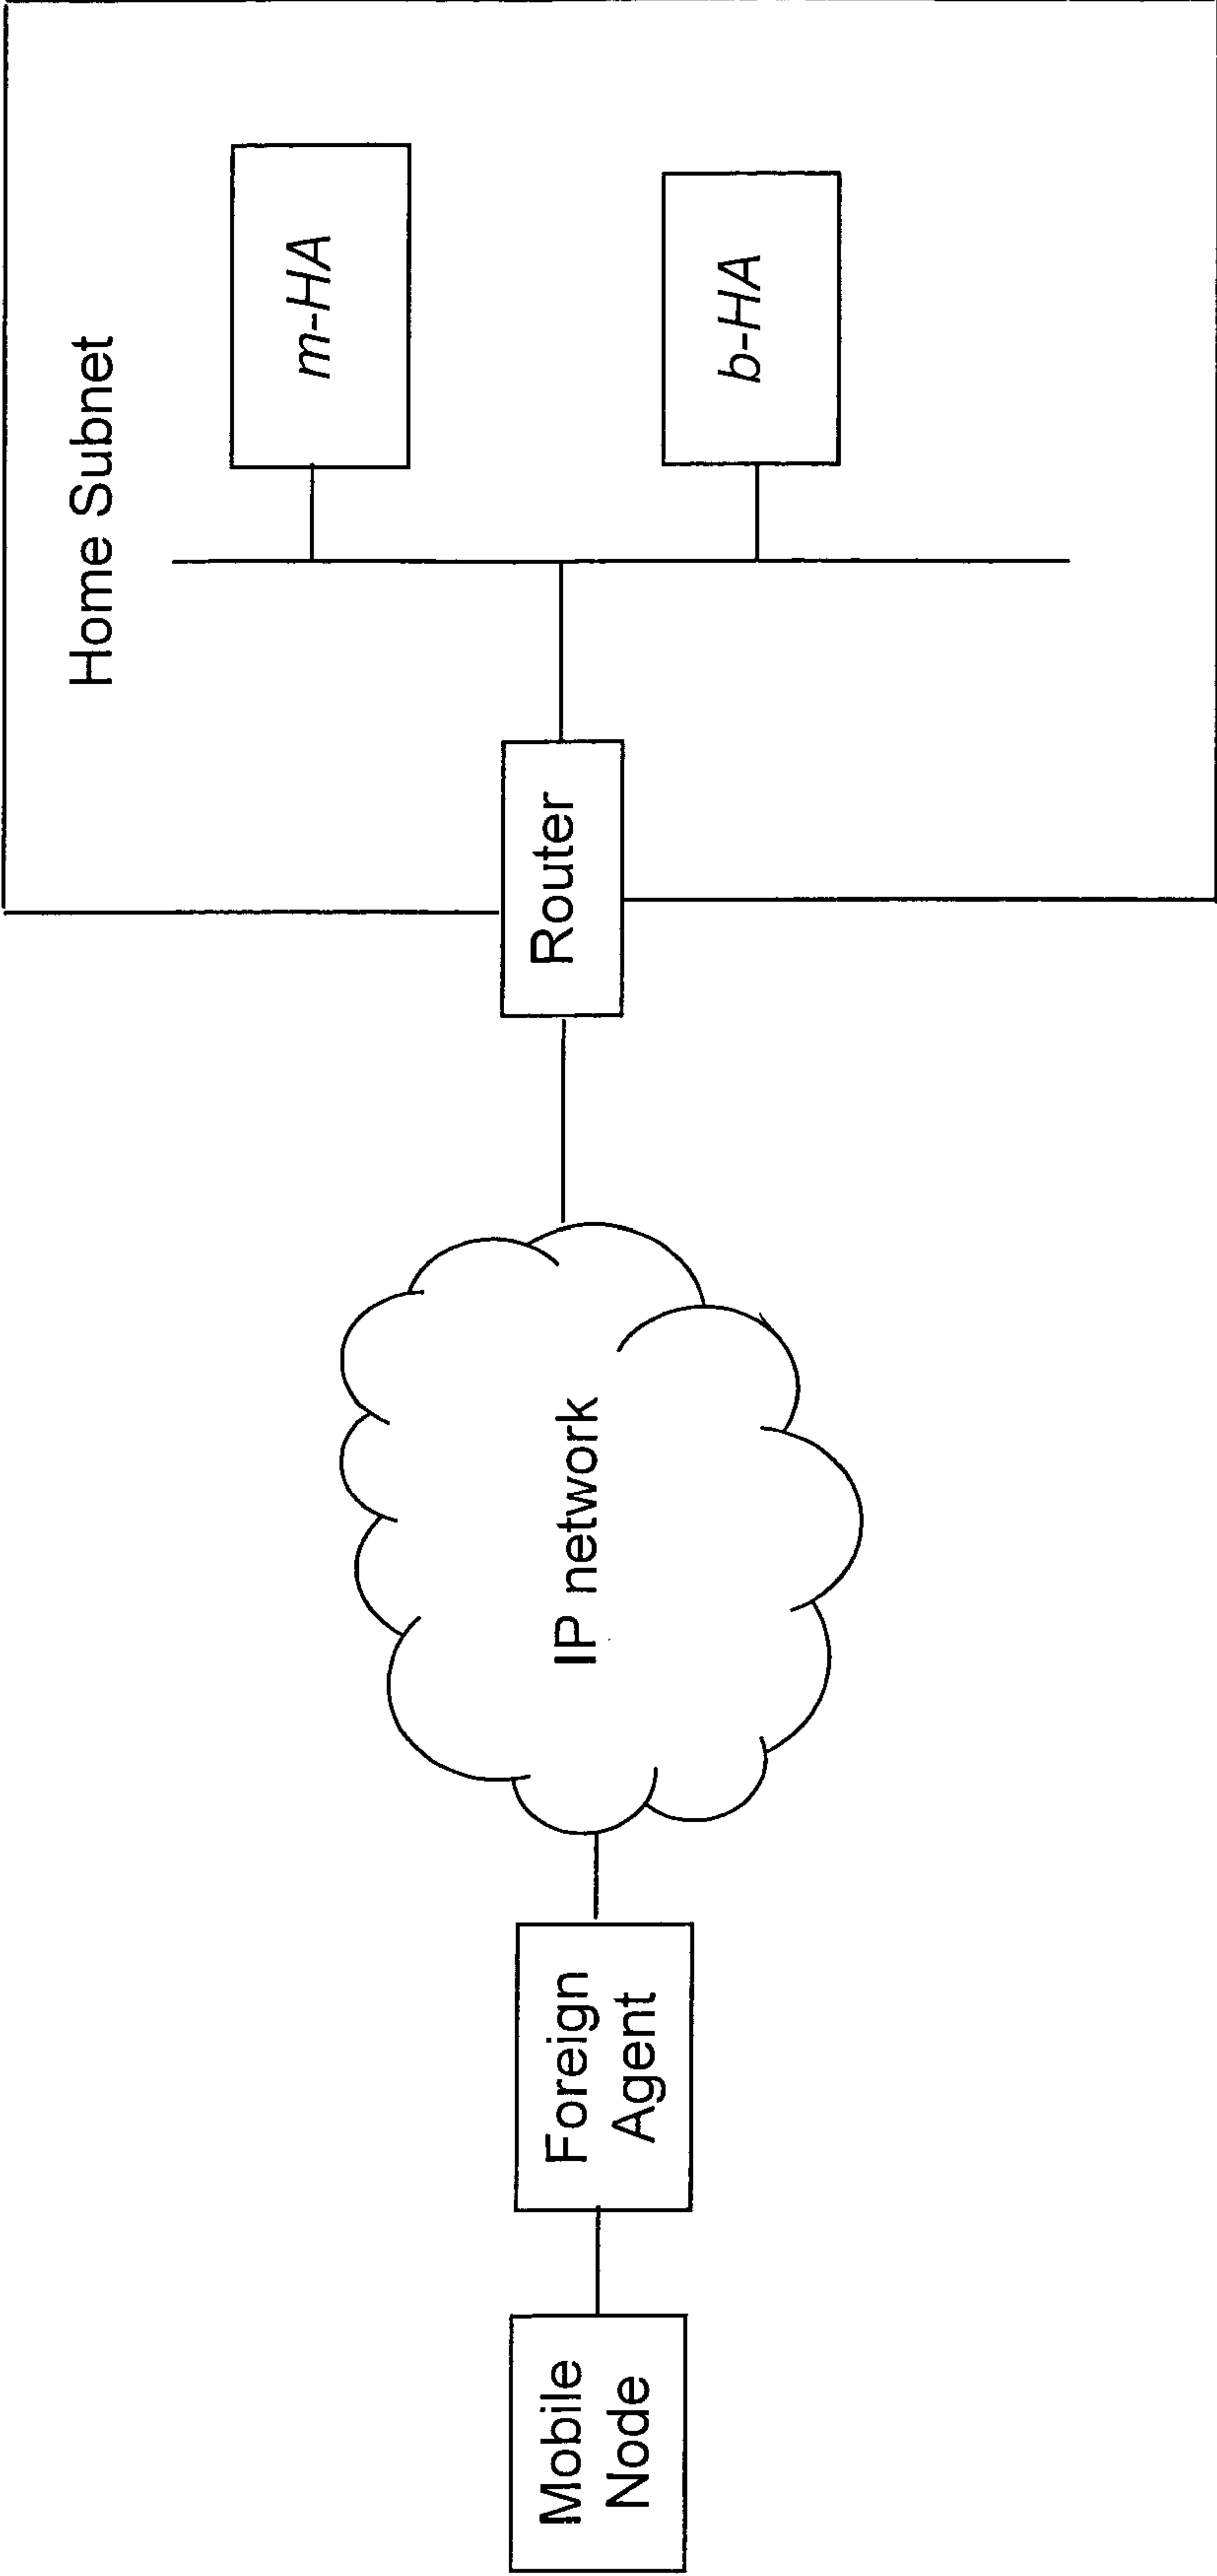 Home Subnet
m-HA
b-HA
Router
IP network
Foreign
Agent
Mobile
Node